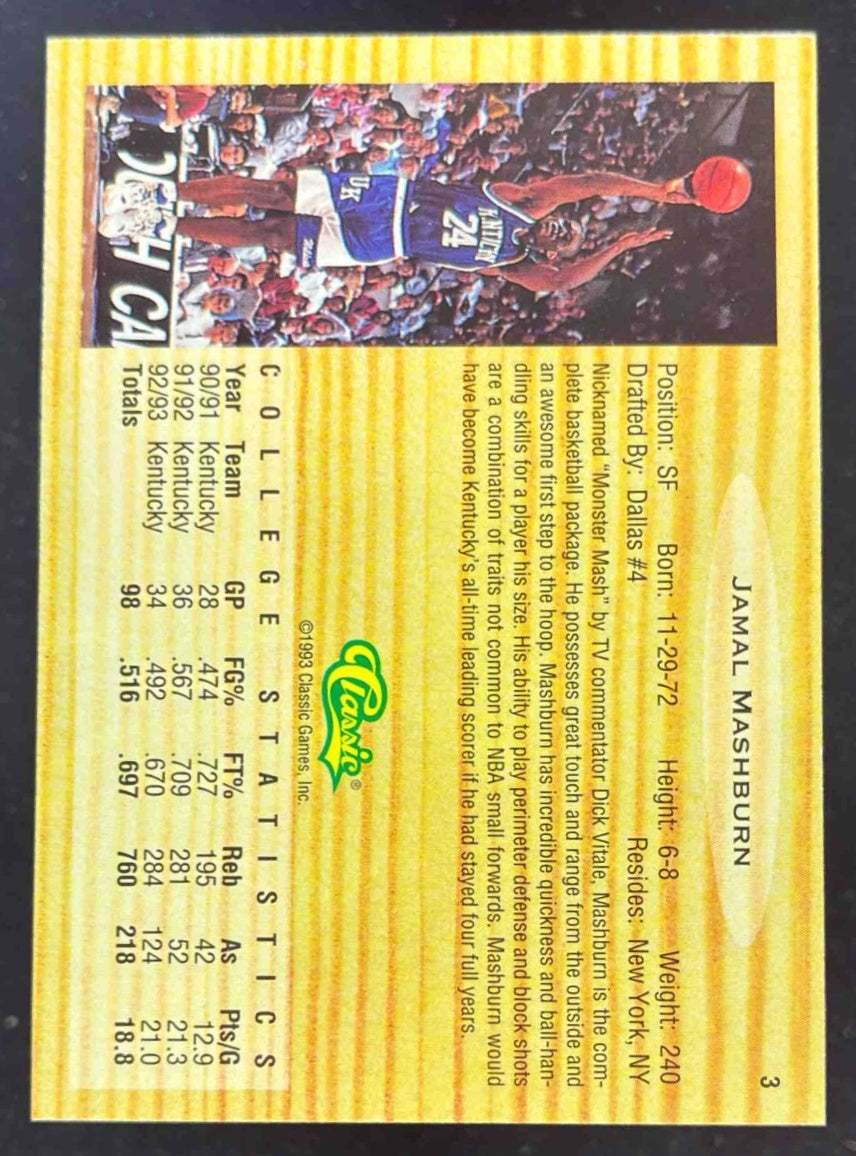 3
JAMAL MASHBURN
Position: SF Born: 11-29-72 Height: 6-8 Weight: 240
Drafted By: Dallas #4 Resides: New York, NY
Nicknamed "Monster Mash" by TV commentator Dick Vitale, Mashburn is the com-
plete basketball package. He possesses great touch and range from the outside and
an awesome first step to the hoop. Mashburn has incredible quickness and ball-han-
dling skills for a player his size. His ability to play perimeter defense and block shots
are a combination of traits not common to NBA small forwards. Mashburn would
have become Kentucky's all-time leading scorer if he had stayed four full years.
KENTUCKY
24
UK
Classic®
©1993 Classic Games, Inc.
COLLEGE STATISTICS
Year Team GP FG% FT% Reb As Pts/G
90/91 Kentucky 28 .474 .727 195 42 12.9
91/92 Kentucky 36 .567 .709 281 52 21.3
92/93 Kentucky 34 .492 .670 284 124 21.0
Totals 98 .516 .697 760 218 18.8